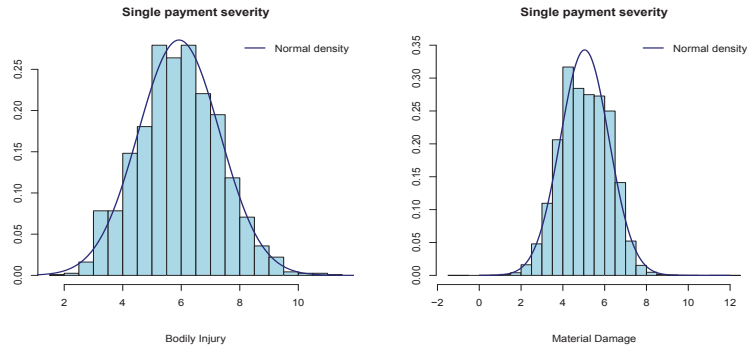 Single payment severity
Normal density
0.25
0.20
0.15
0.10
0.05
0.00
2 4 6 8 10
Bodily Injury
Single payment severity
Normal density
0.35
0.30
0.25
0.20
0.15
0.10
0.05
0.00
−2 0 2 4 6 8 10 12
Material Damage